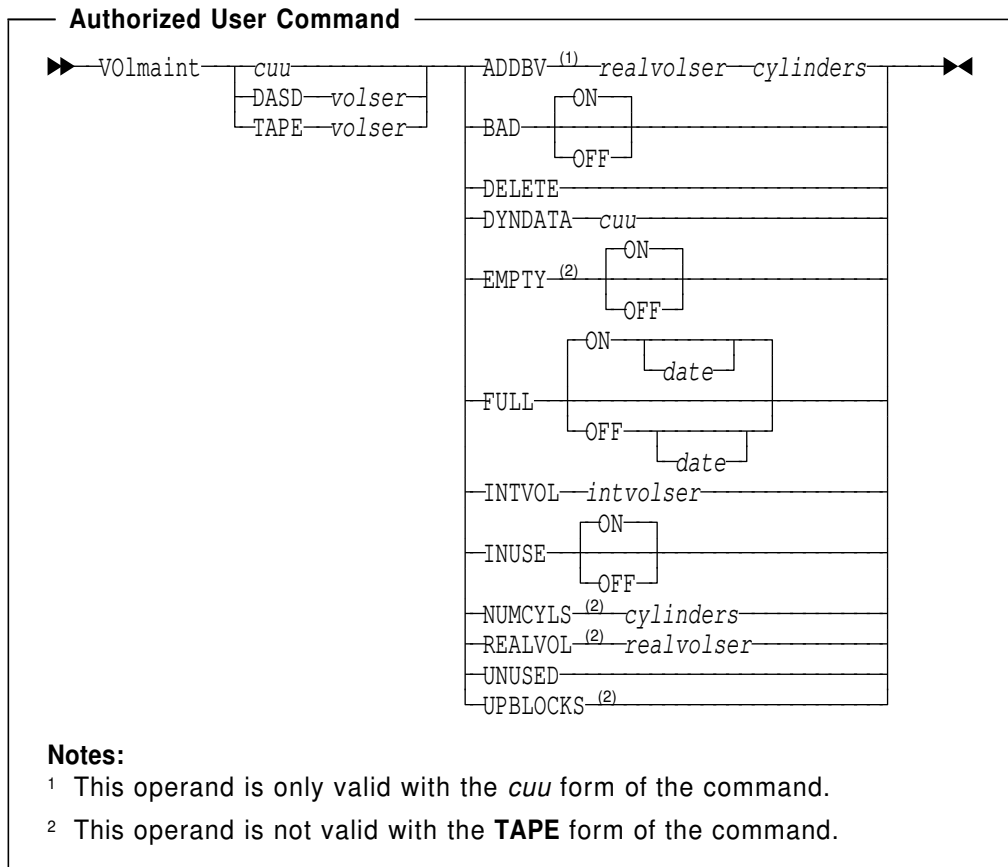 Authorized User Command
VOlmaint cuu ADDBV (1) realvolser cylinders
DASD volser ON
TAPE volser BAD
OFF
DELETE
DYNDATA cuu
ON
EMPTY (2)
OFF
ON
date
FULL
OFF
date
INTVOL intvolser
ON
INUSE
OFF
NUMCYLS (2) cylinders
REALVOL (2) realvolser
UNUSED
UPBLOCKS (2)
Notes:
1 This operand is only valid with the cuu form of the command.
2 This operand is not valid with the TAPE form of the command.